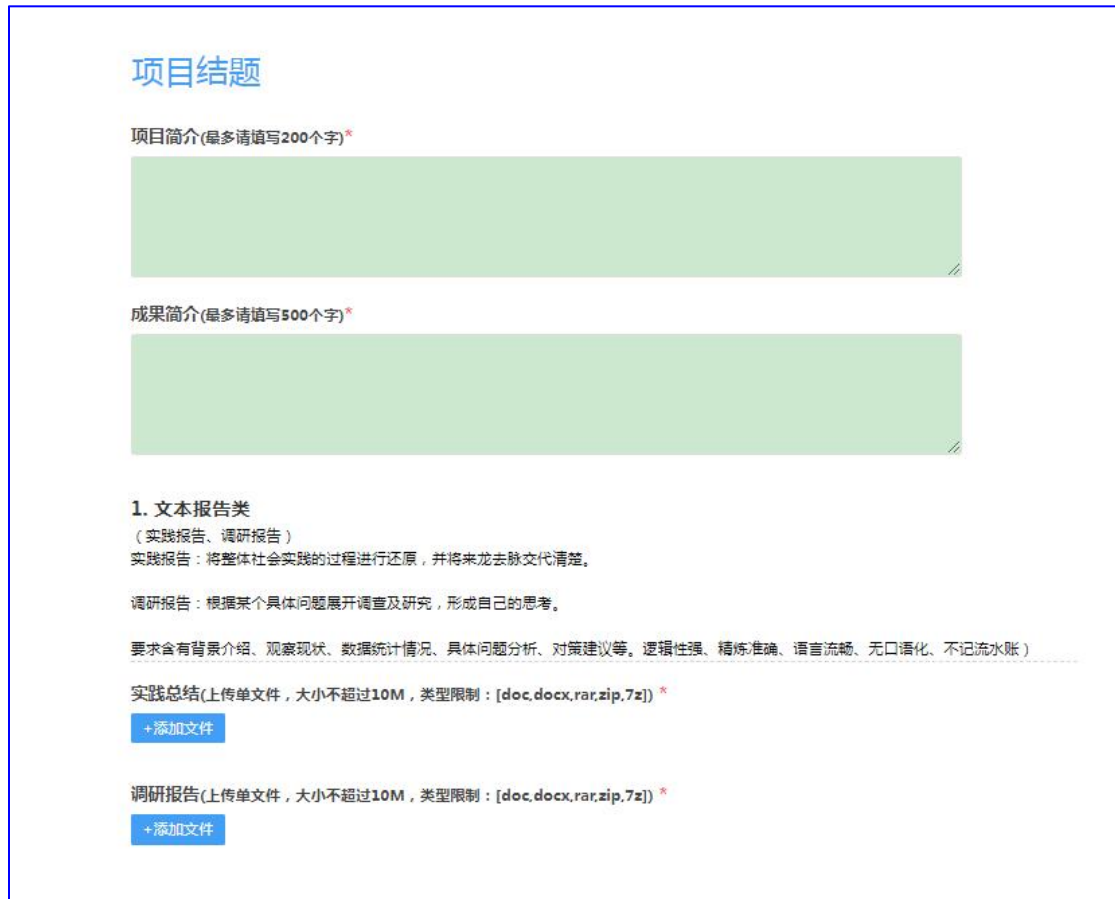 项目结题
项目简介(最多请填写200个字)*
成果简介(最多请填写500个字)*
1. 文本报告类
（实践报告、调研报告）
实践报告：将整体社会实践的过程进行还原，并将来龙去脉交代清楚。
调研报告：根据某个具体问题展开调查及研究，形成自己的思考。
要求含有背景介绍、观察现状、数据统计情况、具体问题分析、对策建议等。逻辑性强、精炼准确、语言流畅、无口语化、不记流水账）
实践总结(上传单文件，大小不超过10M，类型限制：[doc,docx,rar,zip,7z]) *
+添加文件
调研报告(上传单文件，大小不超过10M，类型限制：[doc,docx,rar,zip,7z]) *
+添加文件